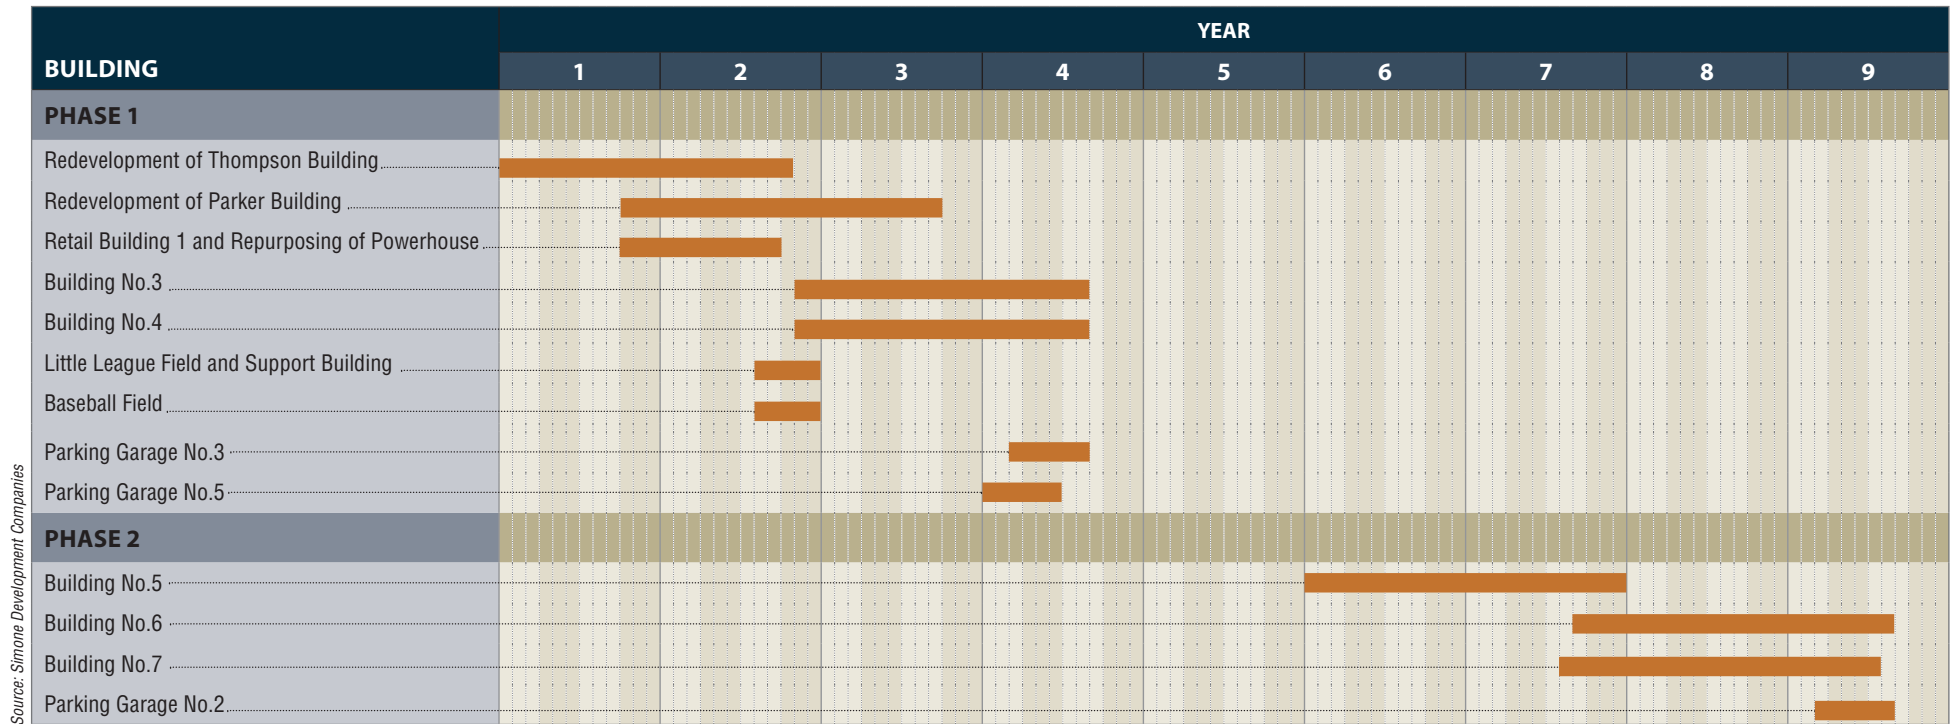 YEAR
BUILDING 1 2 3 4 5 6 7 8 9
PHASE 1
Redevelopment of Thompson Building
Redevelopment of Parker Building
Retail Building 1 and Repurposing of Powerhouse
Building No.3
Building No.4
Little League Field and Support Building
Baseball Field
Parking Garage No.3
Parking Garage No.5
PHASE 2
Building No.5
Building No.6
Building No.7
Parking Garage No.2
Source: Simone Development Companies